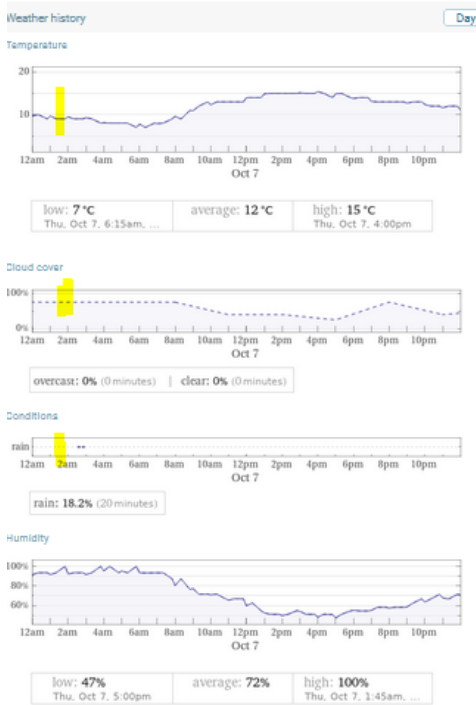 Weather history Day
Temperature
20
10
12am 2am 4am 6am 8am 10am 12pm 2pm 4pm 6pm 8pm 10pm
Oct 7
low: 7 °C average: 12 °C high: 15 °C
Thu, Oct 7, 6:15am, ... Thu, Oct 7, 4:00pm
Cloud cover
100%
0%
12am 2am 4am 6am 8am 10am 12pm 2pm 4pm 6pm 8pm 10pm
Oct 7
overcast: 0% (0 minutes) | clear: 0% (0 minutes)
Conditions
rain
12am 2am 4am 6am 8am 10am 12pm 2pm 4pm 6pm 8pm 10pm
Oct 7
rain: 18.2% (20 minutes)
Humidity
100%
80%
60%
12am 2am 4am 6am 8am 10am 12pm 2pm 4pm 6pm 8pm 10pm
Oct 7
low: 47% average: 72% high: 100%
Thu, Oct 7, 5:00pm Thu, Oct 7, 1:45am, ...